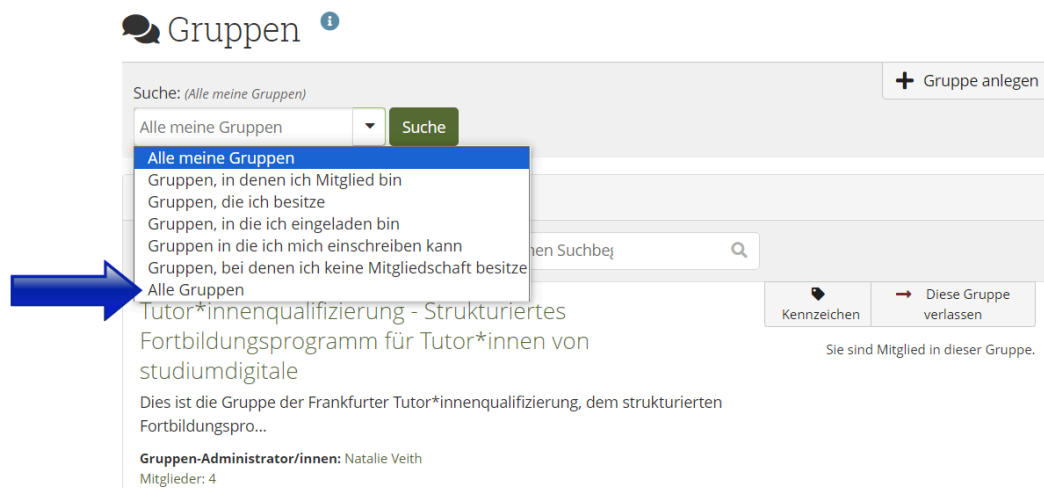 Gruppen
Gruppe anlegen
Suche: (Alle meine Gruppen)
Alle meine Gruppen
Suche
Alle meine Gruppen
Gruppen, in denen ich Mitglied bin
Gruppen, die ich besitze
Gruppen, in die ich eingeladen bin
Gruppen in die ich mich einschreiben kann
Gruppen, bei denen ich keine Mitgliedschaft besitze
Alle Gruppen
Tutor*innenqualifizierung - Strukturiertes
Fortbildungsprogramm für Tutor*innen von
studiumdigitale
Kennzeichen
Diese Gruppe
verlassen
Sie sind Mitglied in dieser Gruppe.
Dies ist die Gruppe der Frankfurter Tutor*innenqualifizierung, dem strukturierten
Fortbildungspro...
Gruppen-Administrator/innen: Natalie Veith
Mitglieder: 4